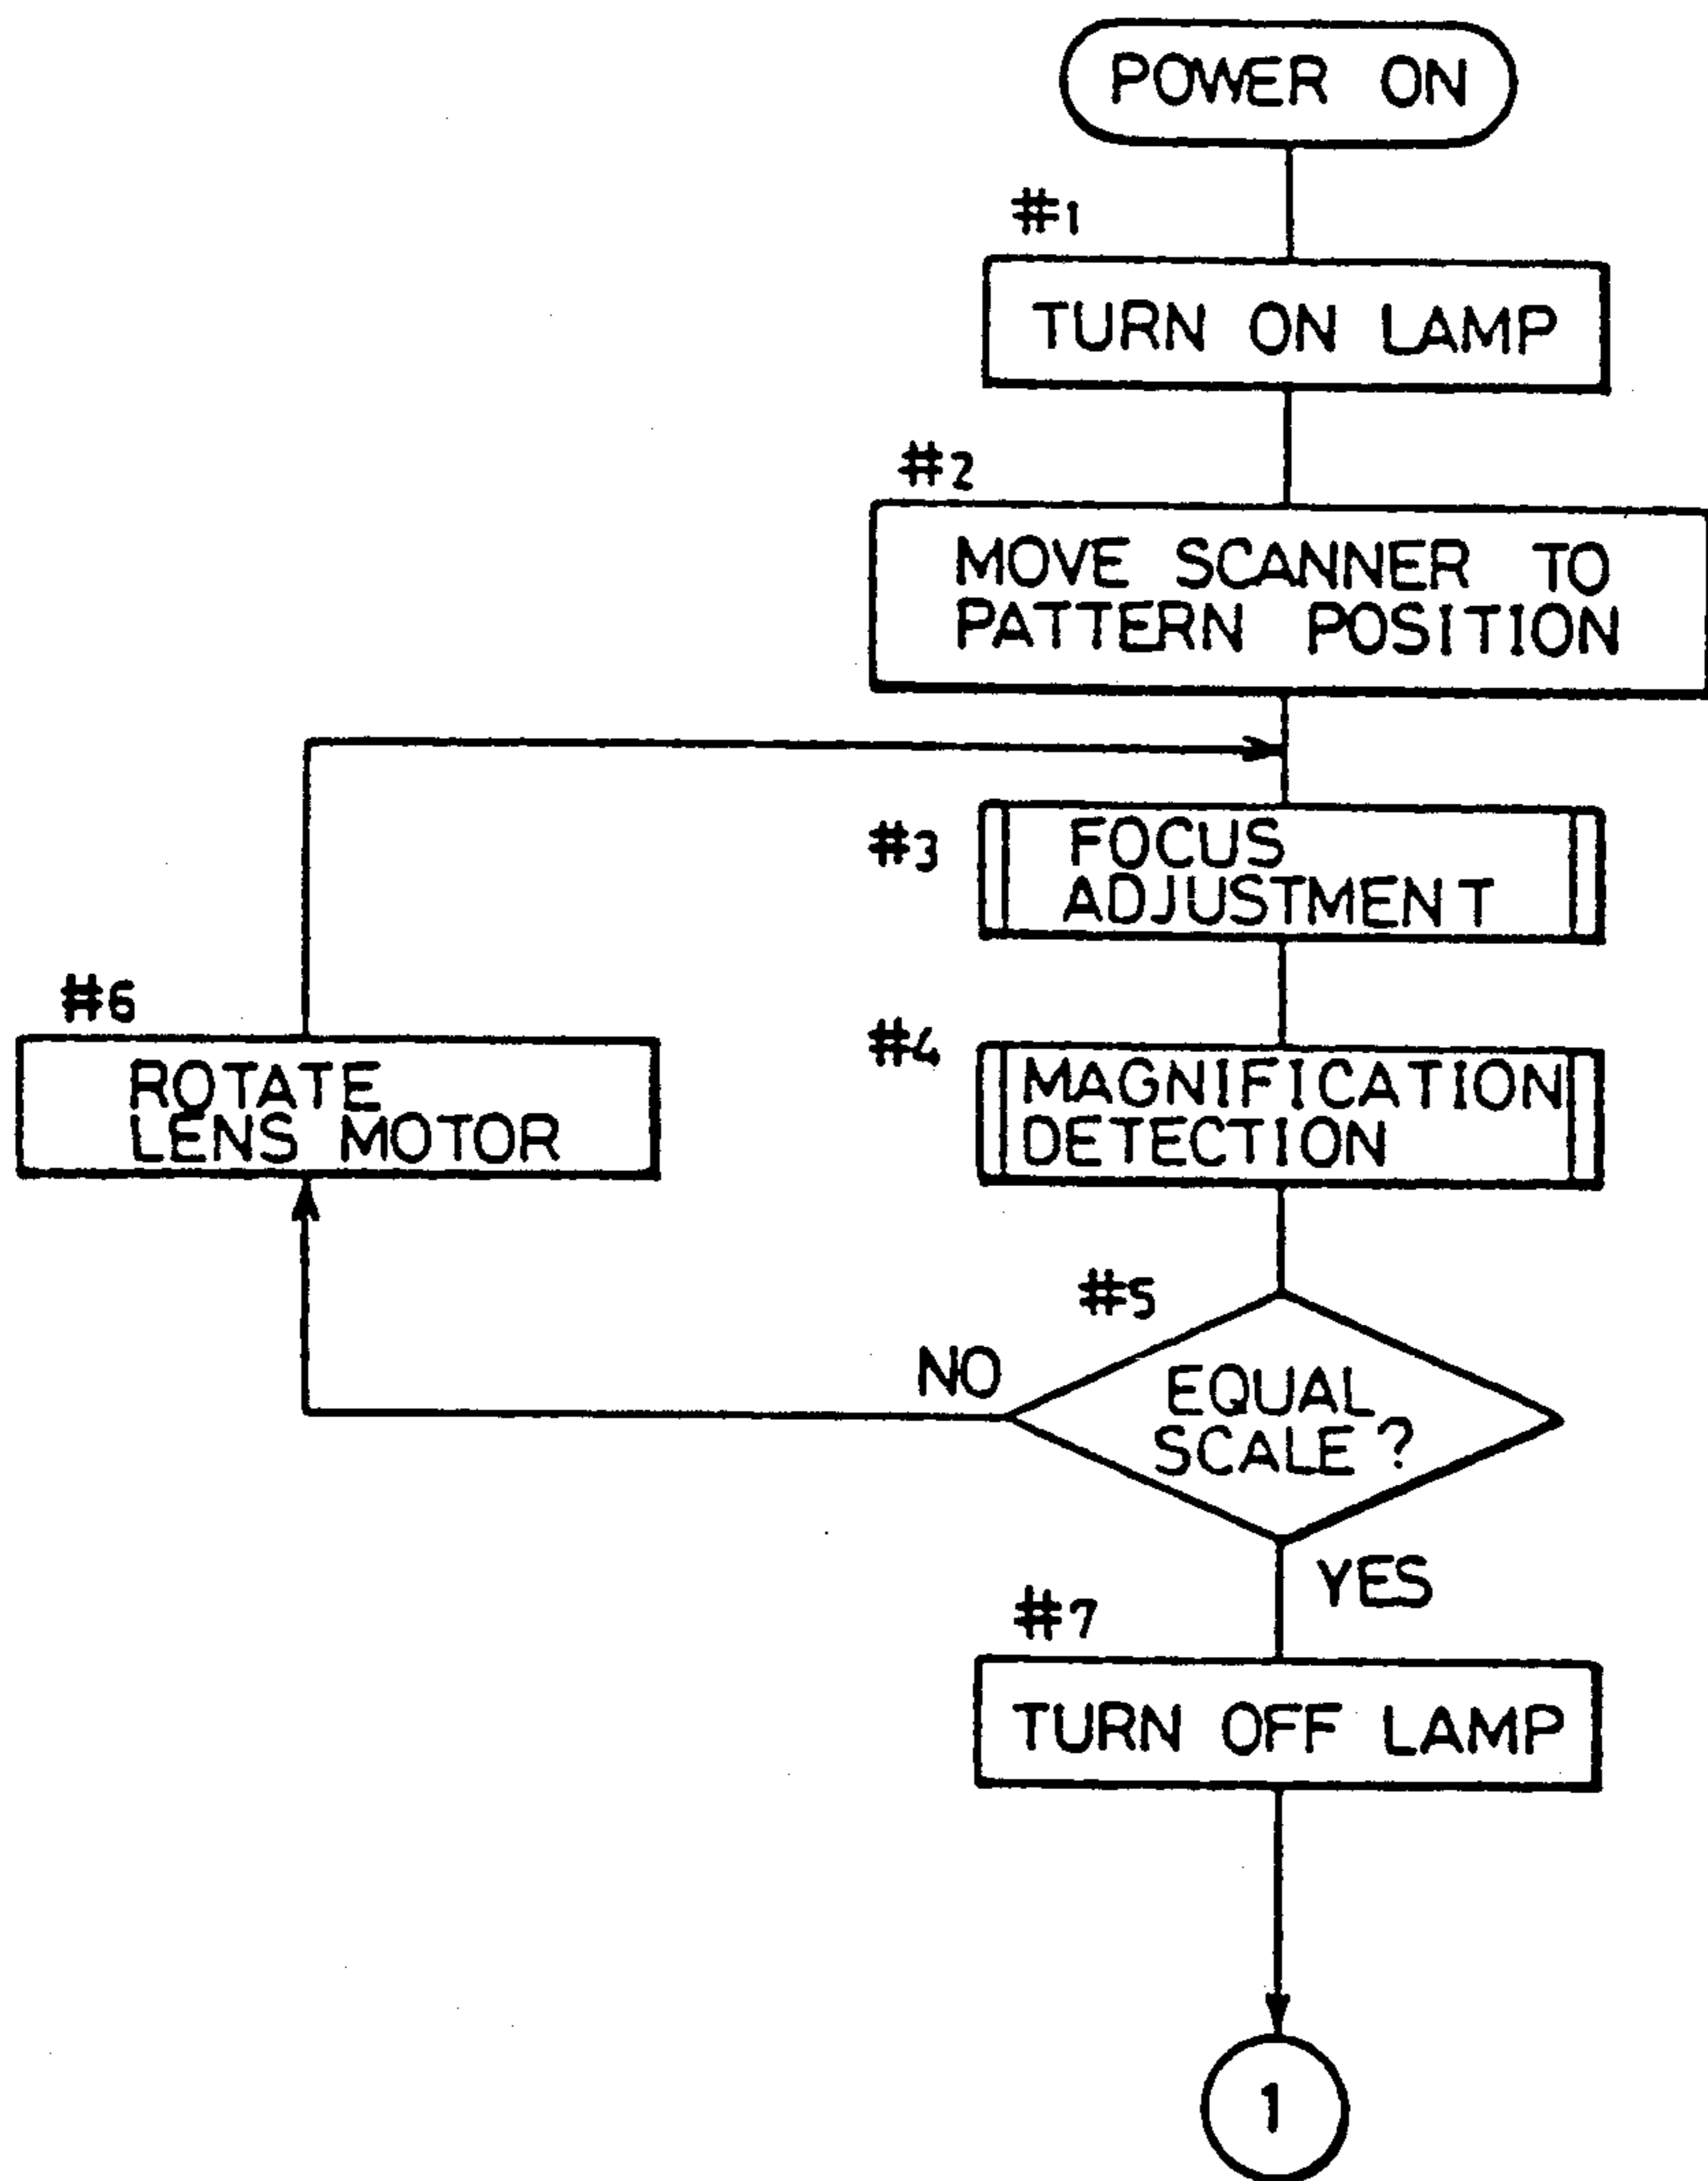 POWER ON
#1
TURN ON LAMP
#2
MOVE SCANNER TO
PATTERN POSITION
#3
FOCUS
ADJUSTMENT
#6
ROTATE
LENS MOTOR
#4
MAGNIFICATION
DETECTION
#5
NO
EQUAL
SCALE?
YES
#7
TURN OFF LAMP
1